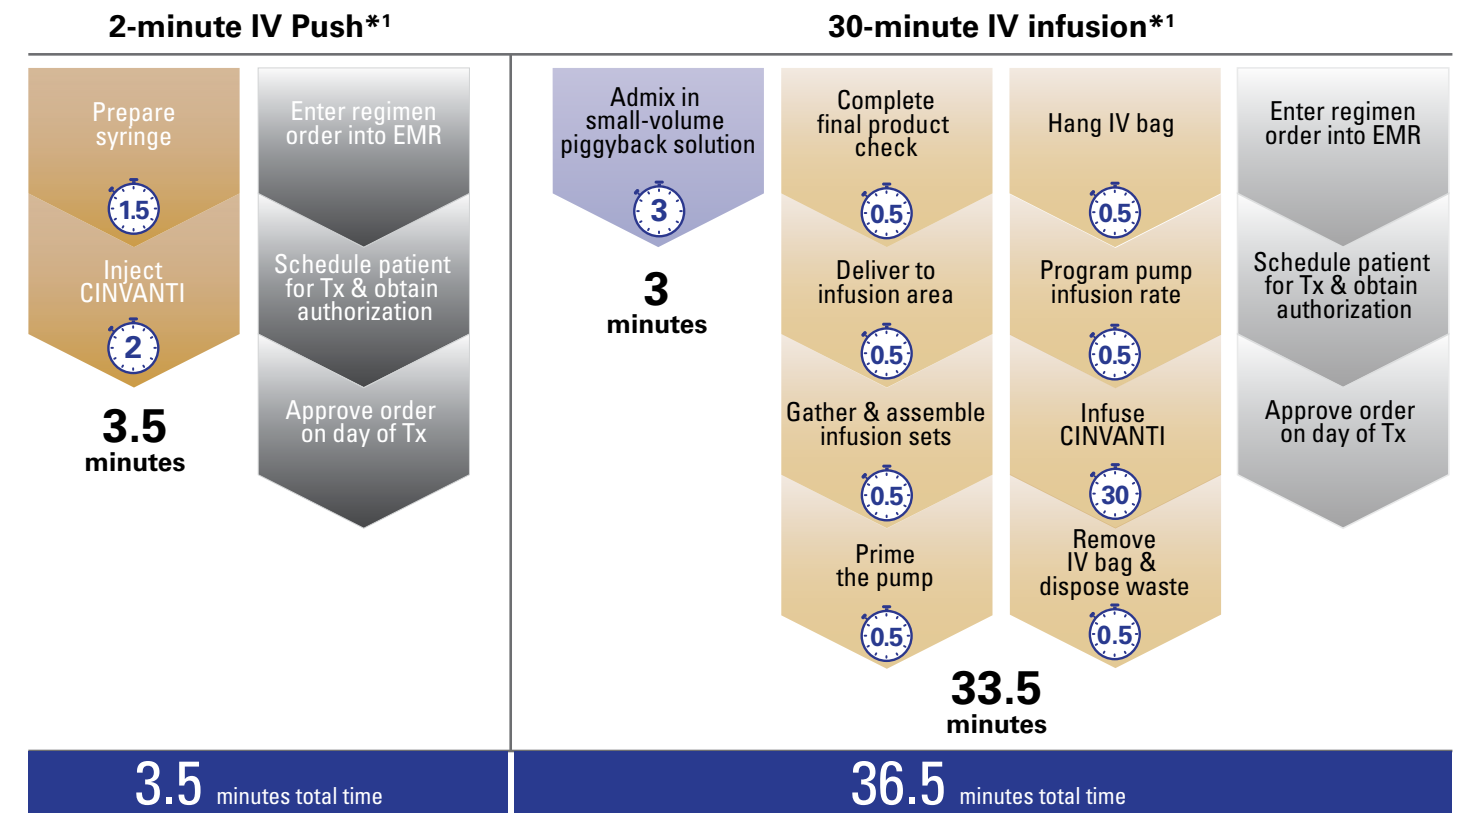 2-minute IV Push*1
Prepare
syringe
1.5
Inject
CINVANTI
2
3.5
minutes
Enter regimen
order into EMR
Schedule patient
for Tx & obtain
authorization
Approve order
on day of Tx
3.5 minutes total time
30-minute IV infusion*1
Admix in
small-volume
piggyback solution
3
3
minutes
Complete
final product
check
0.5
Deliver to
infusion area
0.5
Gather & assemble
infusion sets
0.5
Prime
the pump
0.5
Hang IV bag
0.5
Program pump
infusion rate
0.5
Infuse
CINVANTI
30
Remove
IV bag &
dispose waste
0.5
33.5
minutes
Enter regimen
order into EMR
Schedule patient
for Tx & obtain
authorization
Approve order
on day of Tx
36.5 minutes total time